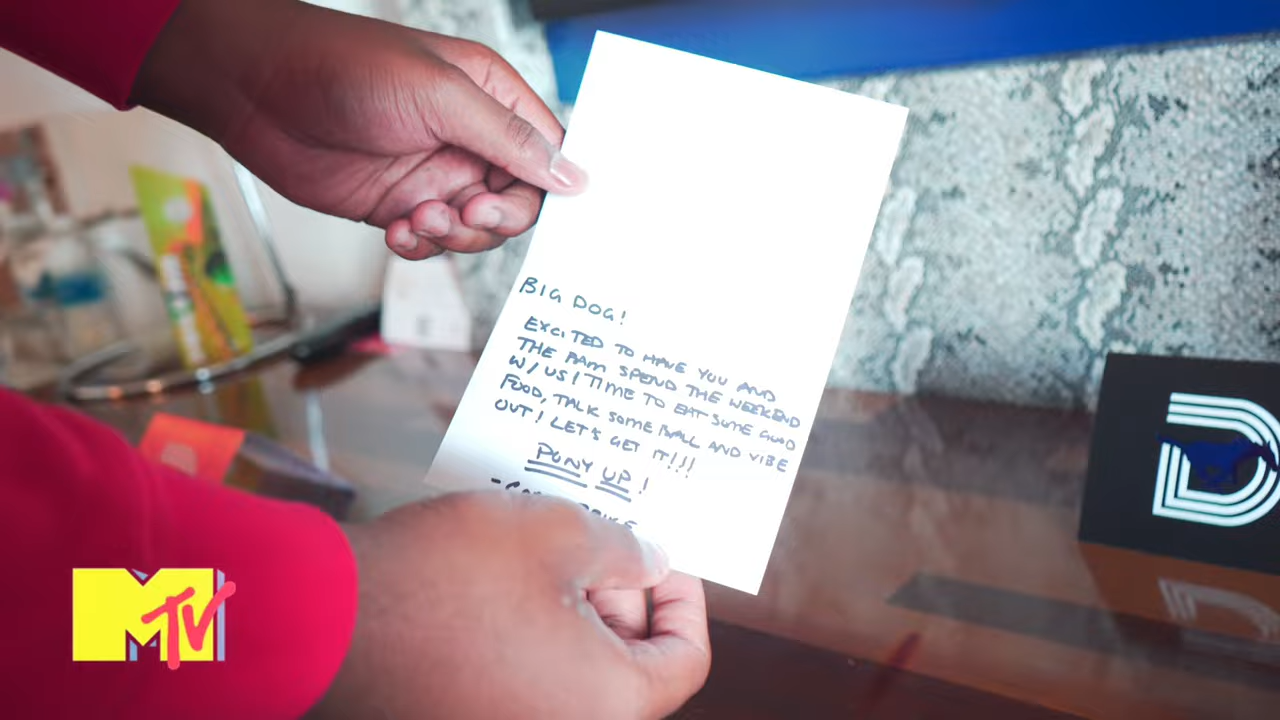 BIG DOG!
EXCITED TO HAVE YOU AND
THE FAM SPEND THE WEEKEND
W/ US! TIME TO EAT SOME GOOD
FOOD, TALK SOME BALL AND VIBE
OUT! LET'S GET IT!!!
PONY UP!
D
MTV